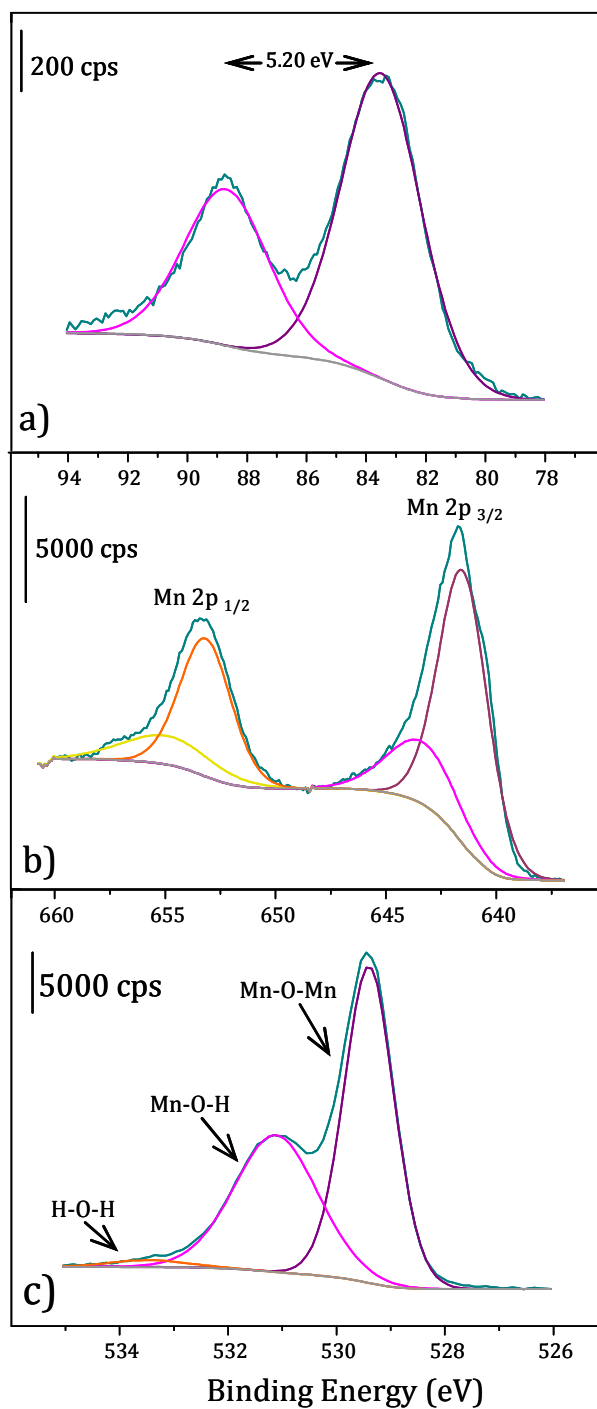 200 cps
5.20 eV
a)
94 92 90 88 86 84 82 80 78
5000 cps
Mn 2p 3/2
Mn 2p 1/2
b)
660 655 650 645 640
5000 cps
Mn-O-Mn
Mn-O-H
H-O-H
c)
534 532 530 528 526
Binding Energy (eV)